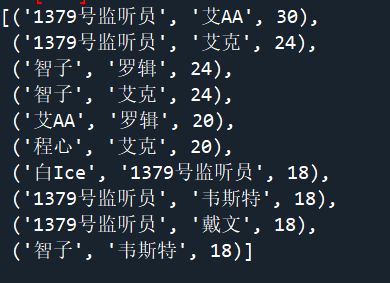 [('1379号监听员', '艾AA', 30),
('1379号监听员', '艾克', 24),
('智子', '罗辑', 24),
('智子', '艾克', 24),
('艾AA', '罗辑', 20),
('程心', '艾克', 20),
('白Ice', '1379号监听员', 18),
('1379号监听员', '韦斯特', 18),
('1379号监听员', '戴文', 18),
('智子', '韦斯特', 18)]